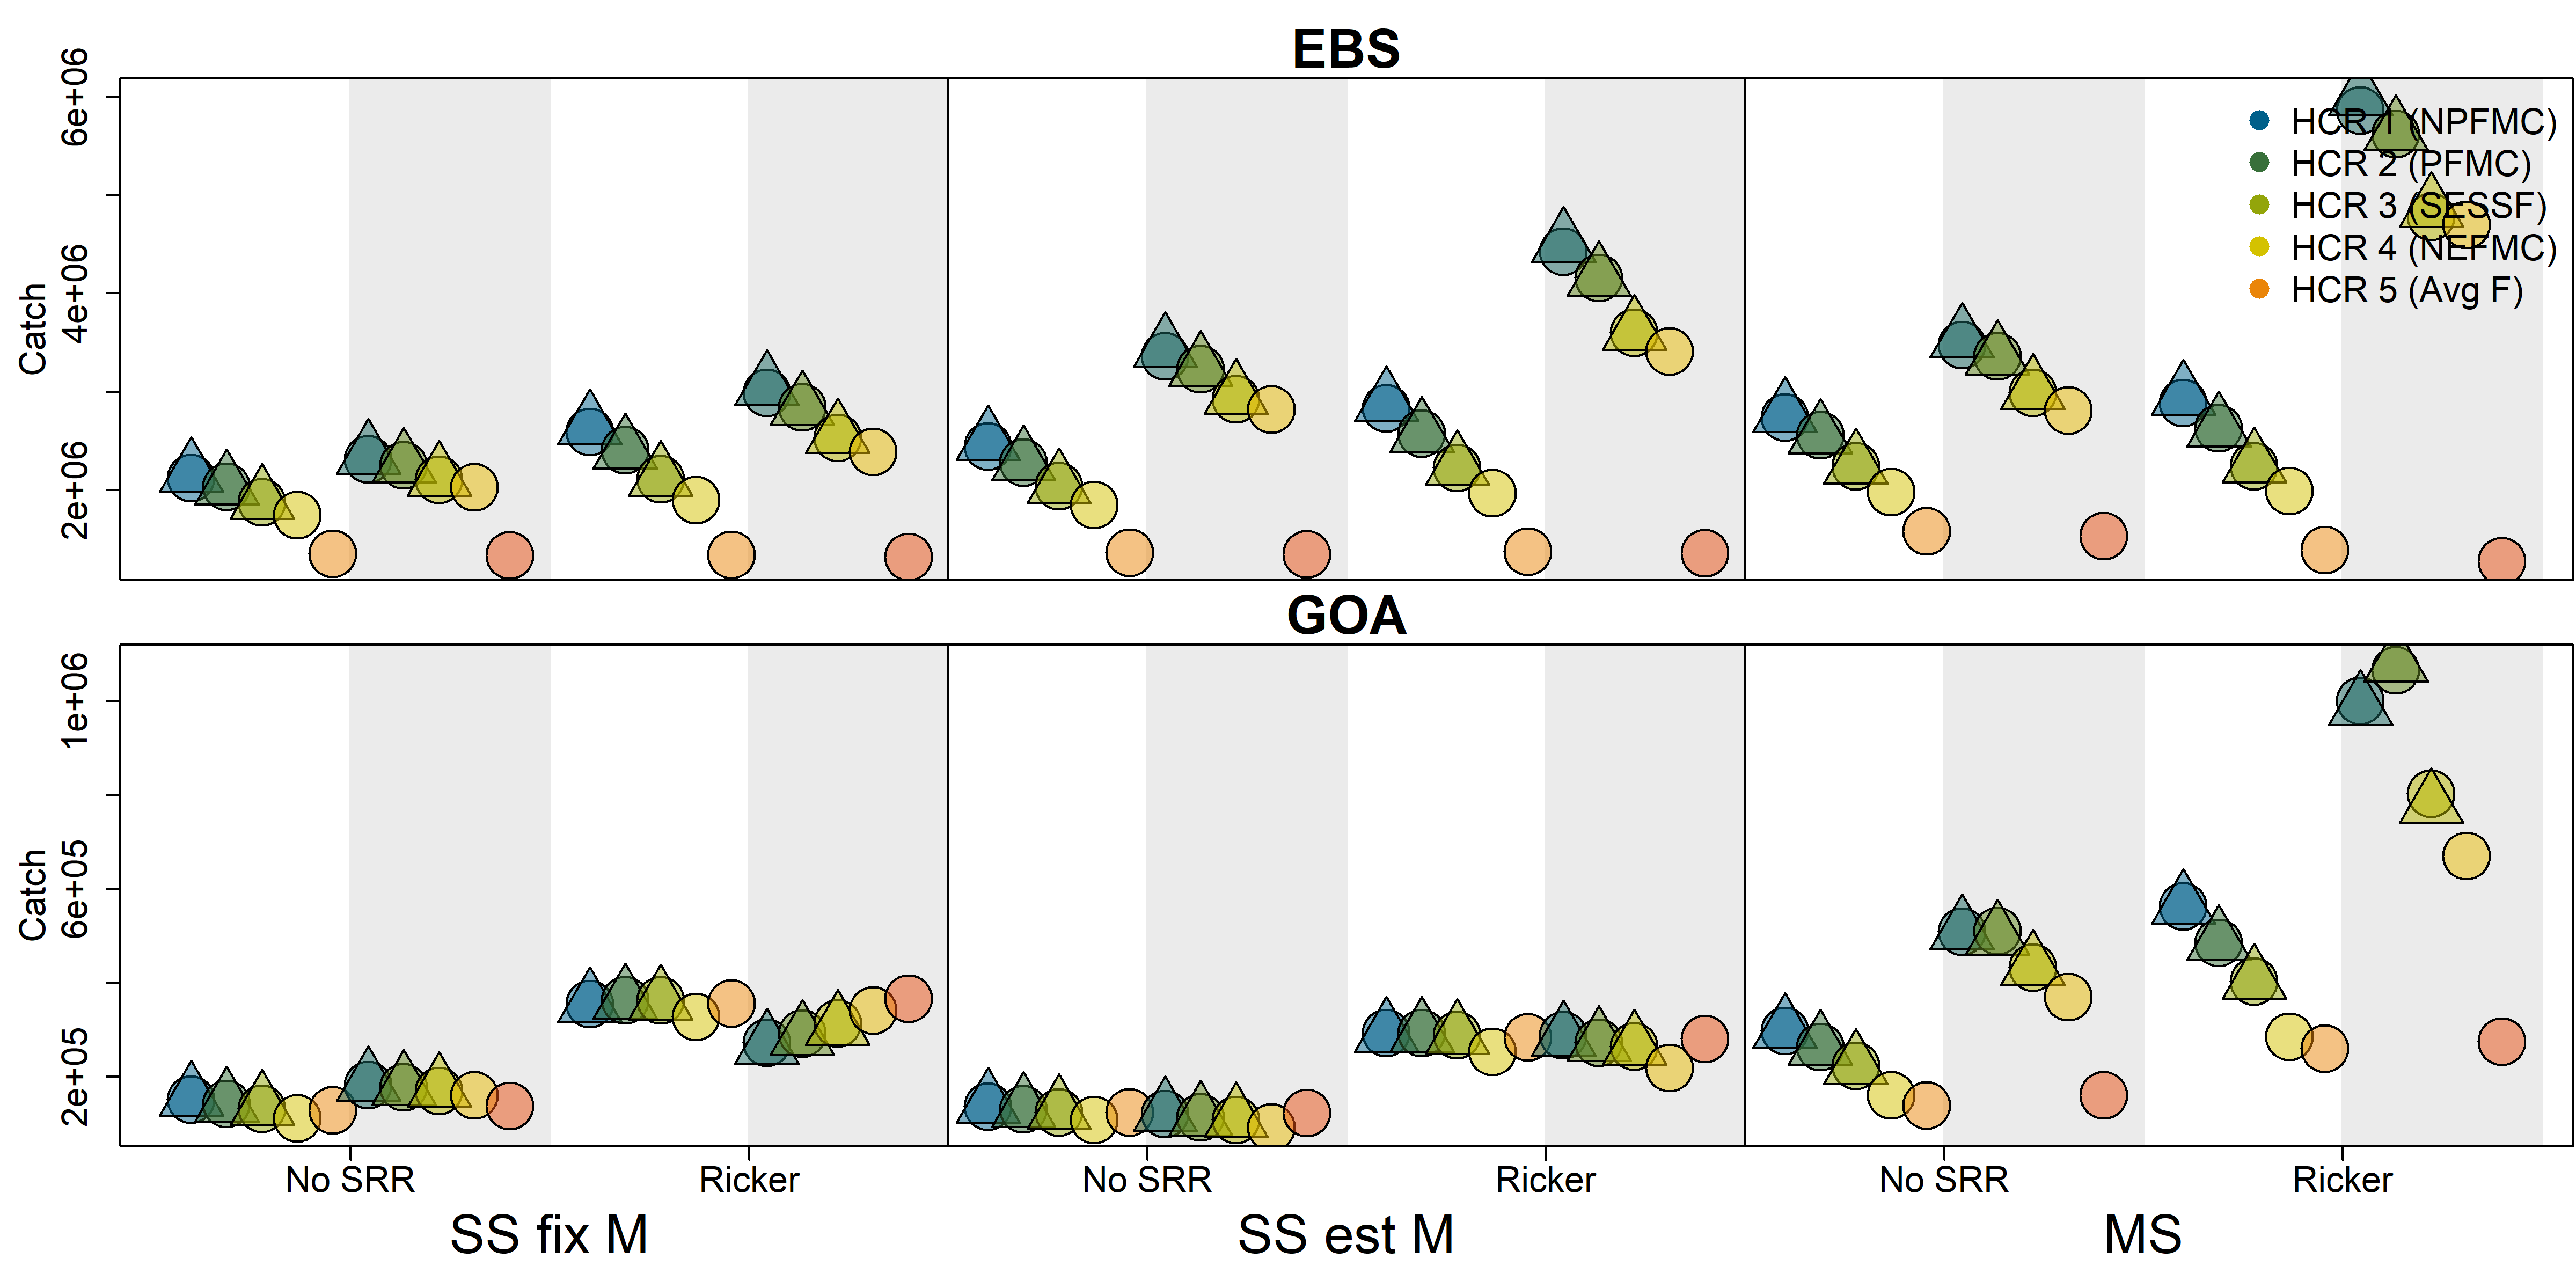 EBS
Catch
6e+06
4e+06
2e+06
HCR 1 (NPFMC)
HCR 2 (PFMC)
HCR 3 (SESSF)
HCR 4 (NEFMC)
HCR 5 (Avg F)
GOA
Catch
1e+06
6e+05
2e+05
No SRR
Ricker
No SRR
Ricker
No SRR
Ricker
SS fix M
SS est M
MS